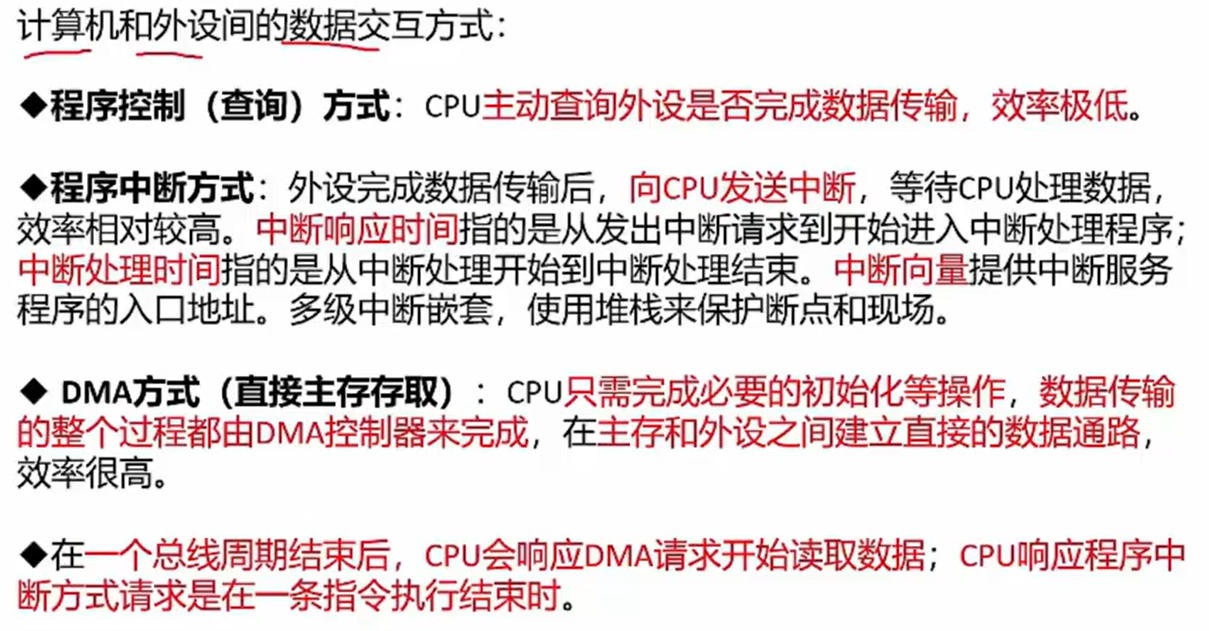 计算机和外设间的数据交互方式：
◆程序控制（查询）方式：CPU主动查询外设是否完成数据传输，效率极低。
◆程序中断方式：外设完成数据传输后，向CPU发送中断，等待CPU处理数据，
效率相对较高。中断响应时间指的是从发出中断请求到开始进入中断处理程序；
中断处理时间指的是从中断处理开始到中断处理结束。中断向量提供中断服务
程序的入口地址。多级中断嵌套，使用堆栈来保护断点和现场。
◆ DMA方式（直接主存存取）：CPU只需完成必要的初始化等操作，数据传输
的整个过程都由DMA控制器来完成，在主存和外设之间建立直接的数据通路，
效率很高。
◆在一个总线周期结束后，CPU会响应DMA请求开始读取数据；CPU响应程序中
断方式请求是在一条指令执行结束时。